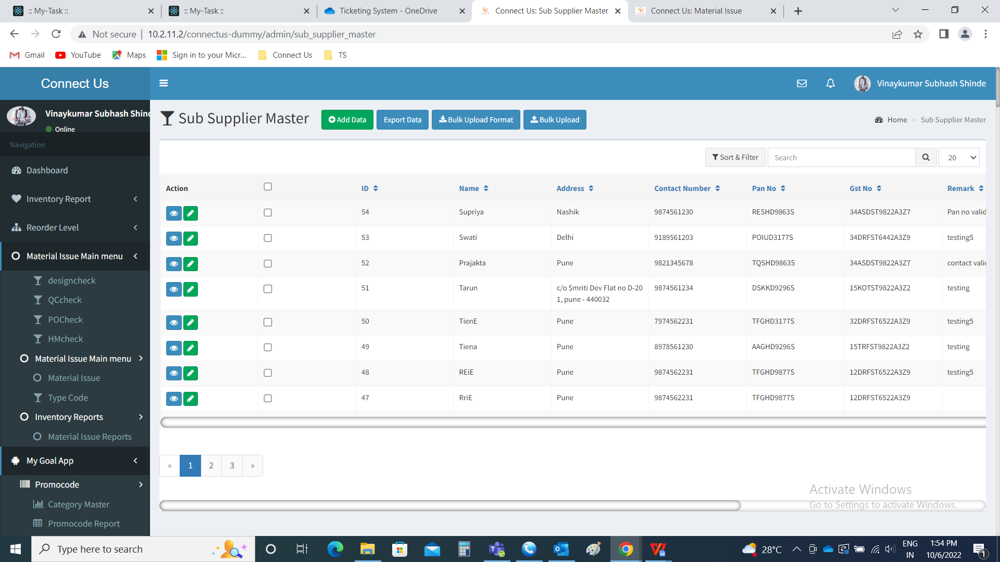 :: My-Task ::
:: My-Task ::
Ticketing System - OneDrive
Connect Us: Sub Supplier Master
Connect Us: Material Issue
Not secure
10.2.11.2/connectus-dummy/admin/sub_supplier_master
Gmail
YouTube
Maps
Sign in to your Micr...
Connect Us
TS
Connect Us
Vinaykumar Subhash Shinde
Vinaykumar Subhash Shind
Online
Navigation
Dashboard
Inventory Report
Reorder Level
Material Issue Main menu
designcheck
QCcheck
POCheck
HMcheck
Material Issue Main menu
Material Issue
Type Code
Inventory Reports
Material Issue Reports
My Goal App
Promocode
Category Master
Promocode Report
Sub Supplier Master
Add Data
Export Data
Bulk Upload Format
Bulk Upload
Home > Sub Supplier Master
Sort & Filter
Search
20
Action ID Name Address Contact Number Pan No Gst No Remark
54 Supriya Nashik 9874561230 RESHD9863S 34ASDST9822A3Z7 Pan no valid
53 Swati Delhi 9189561203 POIUD3177S 34DRFST6442A3Z9 testing5
52 Prajakta Pune 9821345678 TQSHD9863S 34ASDST9822A3Z7 contact valid
51 Tarun c/o $mriti Dev Flat no D-20 9874561234 DSKKD9296S 15KOTST9822A3Z2 testing
1, pune - 440032
50 TienE Pune 7974562231 TFGHD3177S 32DRFST6522A3Z9 testing5
49 Tiena Pune 8978561230 AAGHD9296S 15TRFST9822A3Z2 testing
48 REiE Pune 9874562231 TFGHD9877S 12DRFST6522A3Z9 testing5
47 RriE Pune 9874562231 TFGHD9877S 12DRFST6522A3Z9
« 1 2 3 »
Activate Windows
Go to Settings to activate Windows.
Type here to search
28°C
ENG
IN
1:54 PM
10/6/2022
1